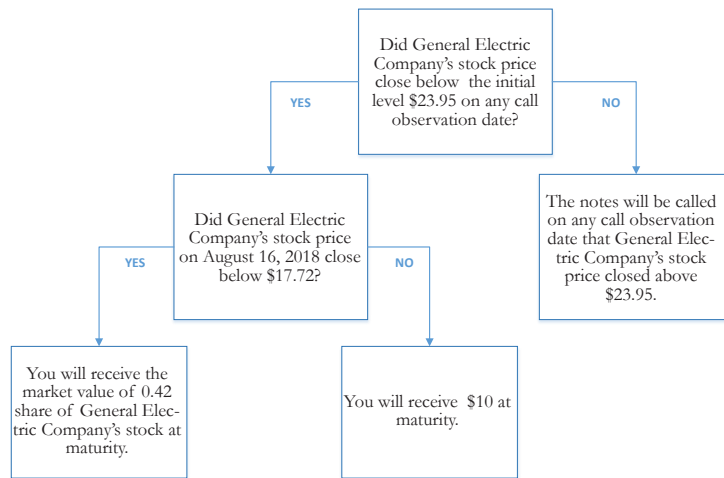 Did General Electric
Company's stock price
close below the initial
level $23.95 on any call
observation date?
YES
NO
Did General Electric
Company's stock price
on August 16, 2018 close
below $17.72?
The notes will be called
on any call observation
date that General Elec-
tric Company's stock
price closed above
$23.95.
YES
NO
You will receive the
market value of 0.42
share of General Elec-
tric Company's stock at
maturity.
You will receive $10 at
maturity.